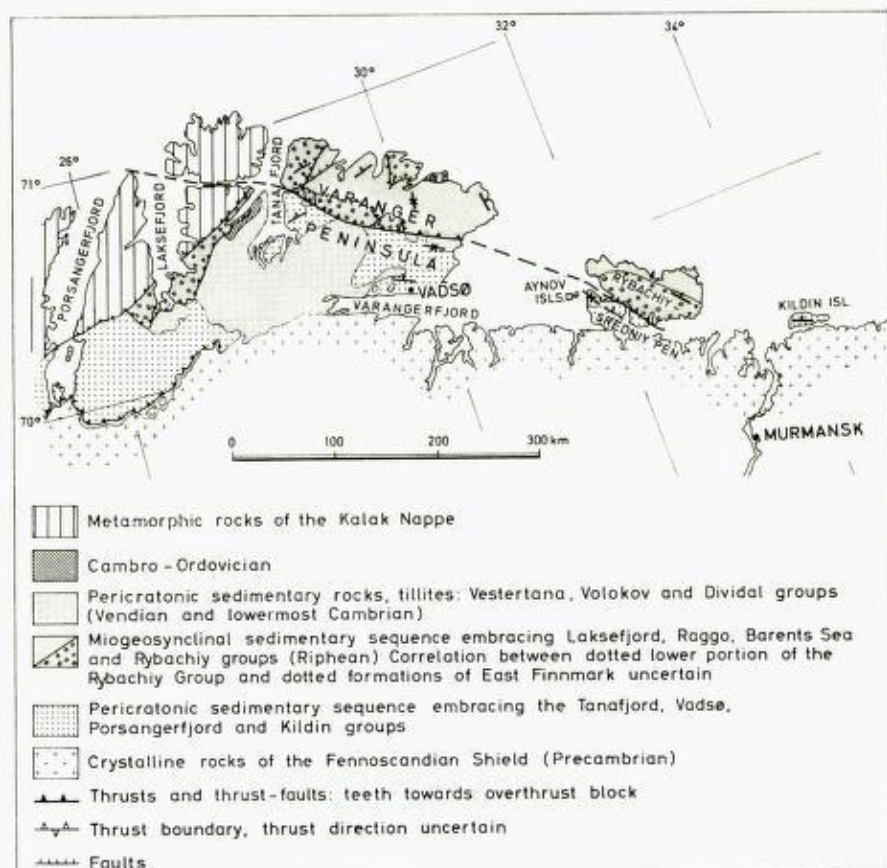 32°
34°
30°
26°
71°
PORSANGERFJORD
LAKSEFJORD
TANAFJORD
VARANGER
PENINSULA
VADSØ
VARANGERFJORD
AYNOV
ISLS.
RYBACHIY
SREDNIY PEN
KILDIN ISL.
70°
MURMANSK
0 100 200 300 km
Metamorphic rocks of the Kalak Nappe
Cambro-Ordovician
Pericratonic sedimentary rocks, tillites: Vestertana, Volokov and Dividal groups
(Vendian and lowermost Cambrian)
Miogeosynclinal sedimentary sequence embracing Laksefjord, Raggo, Barents Sea
and Rybachiy groups (Riphean) Correlation between dotted lower portion of the
Rybachiy Group and dotted formations of East Finnmark uncertain
Pericratonic sedimentary sequence embracing the Tanafjord, Vadsø,
Porsangerfjord and Kildin groups
Crystalline rocks of the Fennoscandian Shield (Precambrian)
Thrusts and thrust-faults: teeth towards overthrust block
Thrust boundary, thrust direction uncertain
Faults